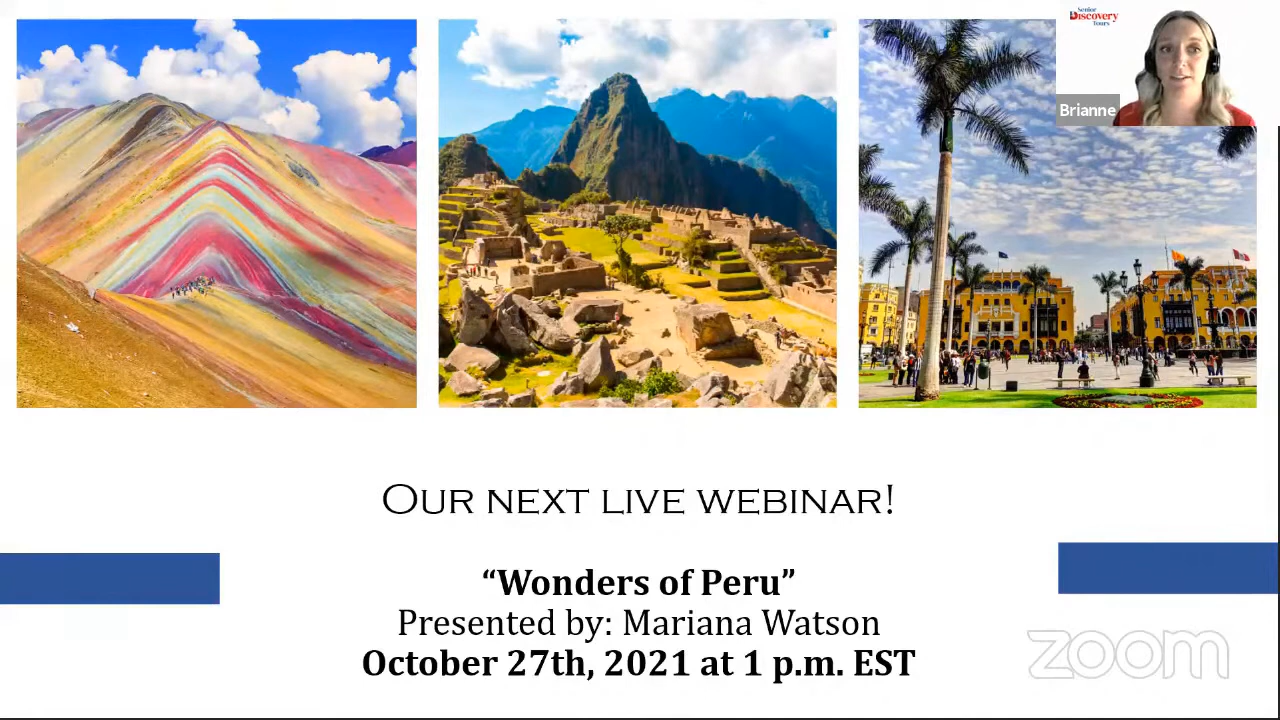 Senior
Discovery
Tours
Brianne
OUR NEXT LIVE WEBINAR!
“Wonders of Peru”
Presented by: Mariana Watson
October 27th, 2021 at 1 p.m. EST
zoom